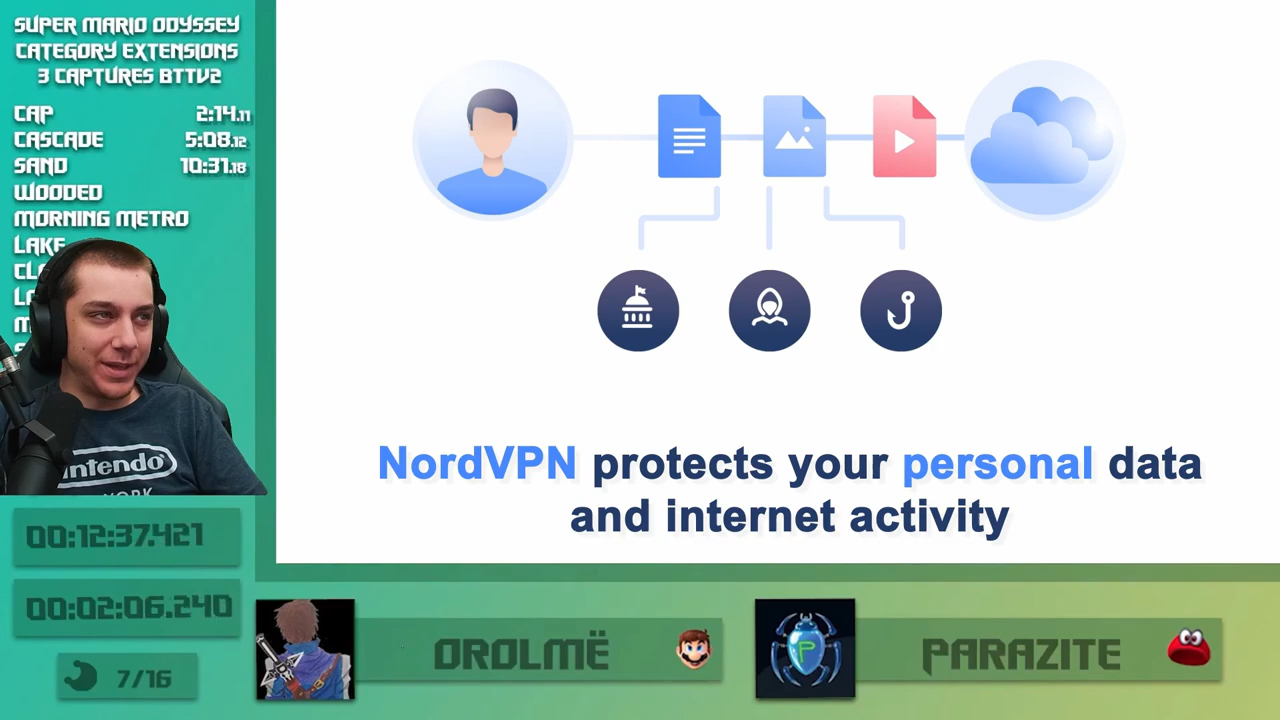 SUPER MARIO ODYSSEY
CATEGORY EXTENSIONS
3 CAPTURES BTTV2
CAP 2:14.11
CASCADE 5:08.12
SAND 10:31.18
WOODED
MORNING METRO
LAKE
NordVPN protects your personal data
and internet activity
intendo
00:12:37.421
00:02:06.240
7/16
OROLMË
PARAZITE
P